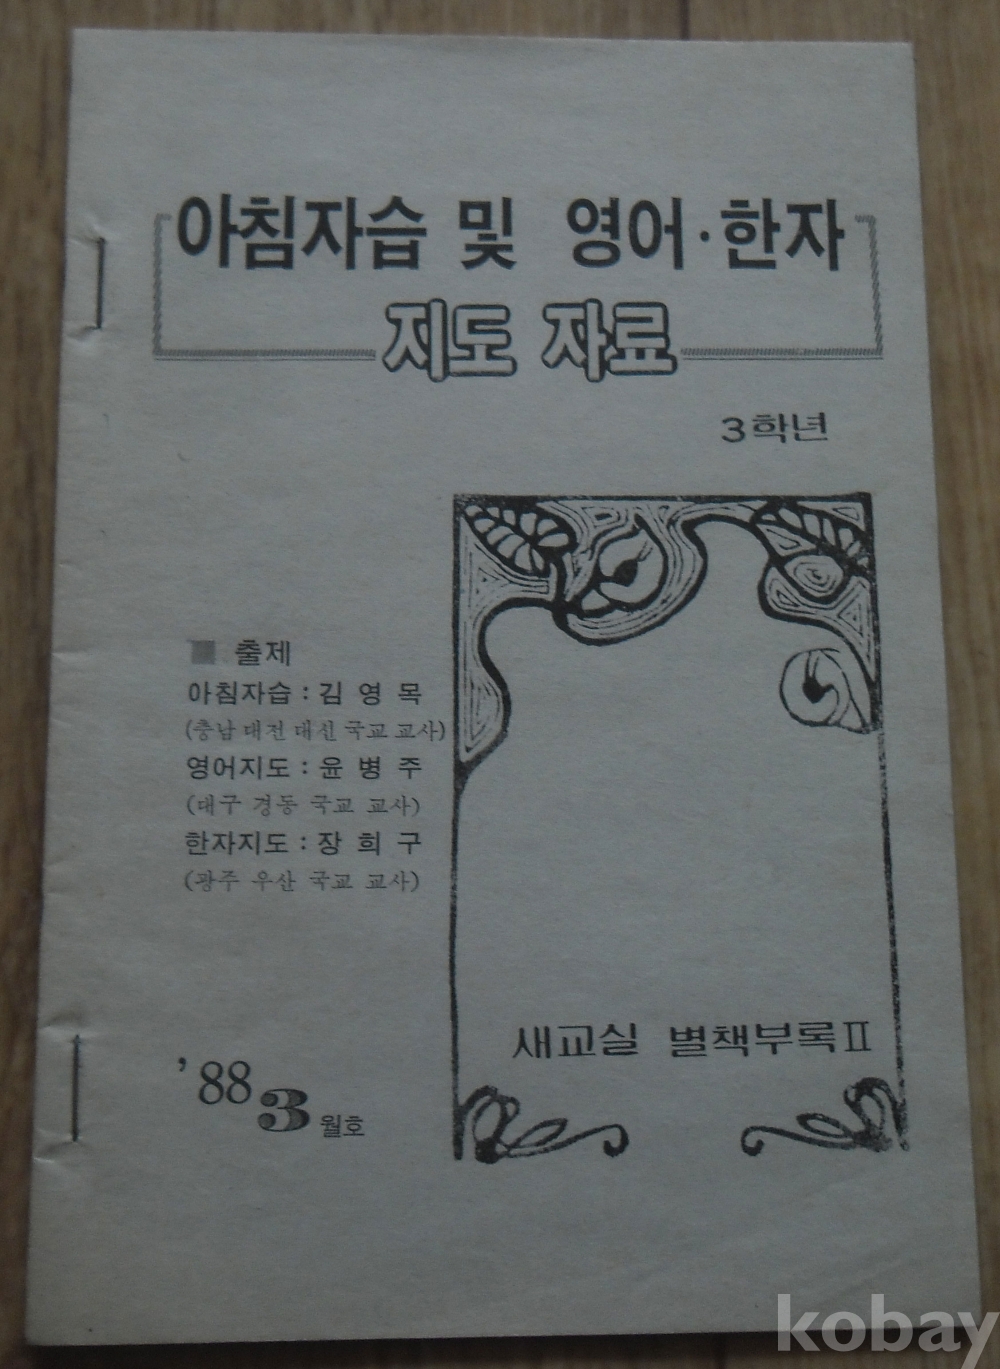 아침자습 및 영어·한자
지도 자료
3학년
■ 출제
아침자습 : 김 영 목
(충남 대전 대신 국교 교사)
영어지도 : 윤 병 주
(대구 경동 국교 교사)
한자지도 : 장 희 구
(광주 우산 국교 교사)
새교실 별책부록Ⅱ
'88 3 월호
kobay